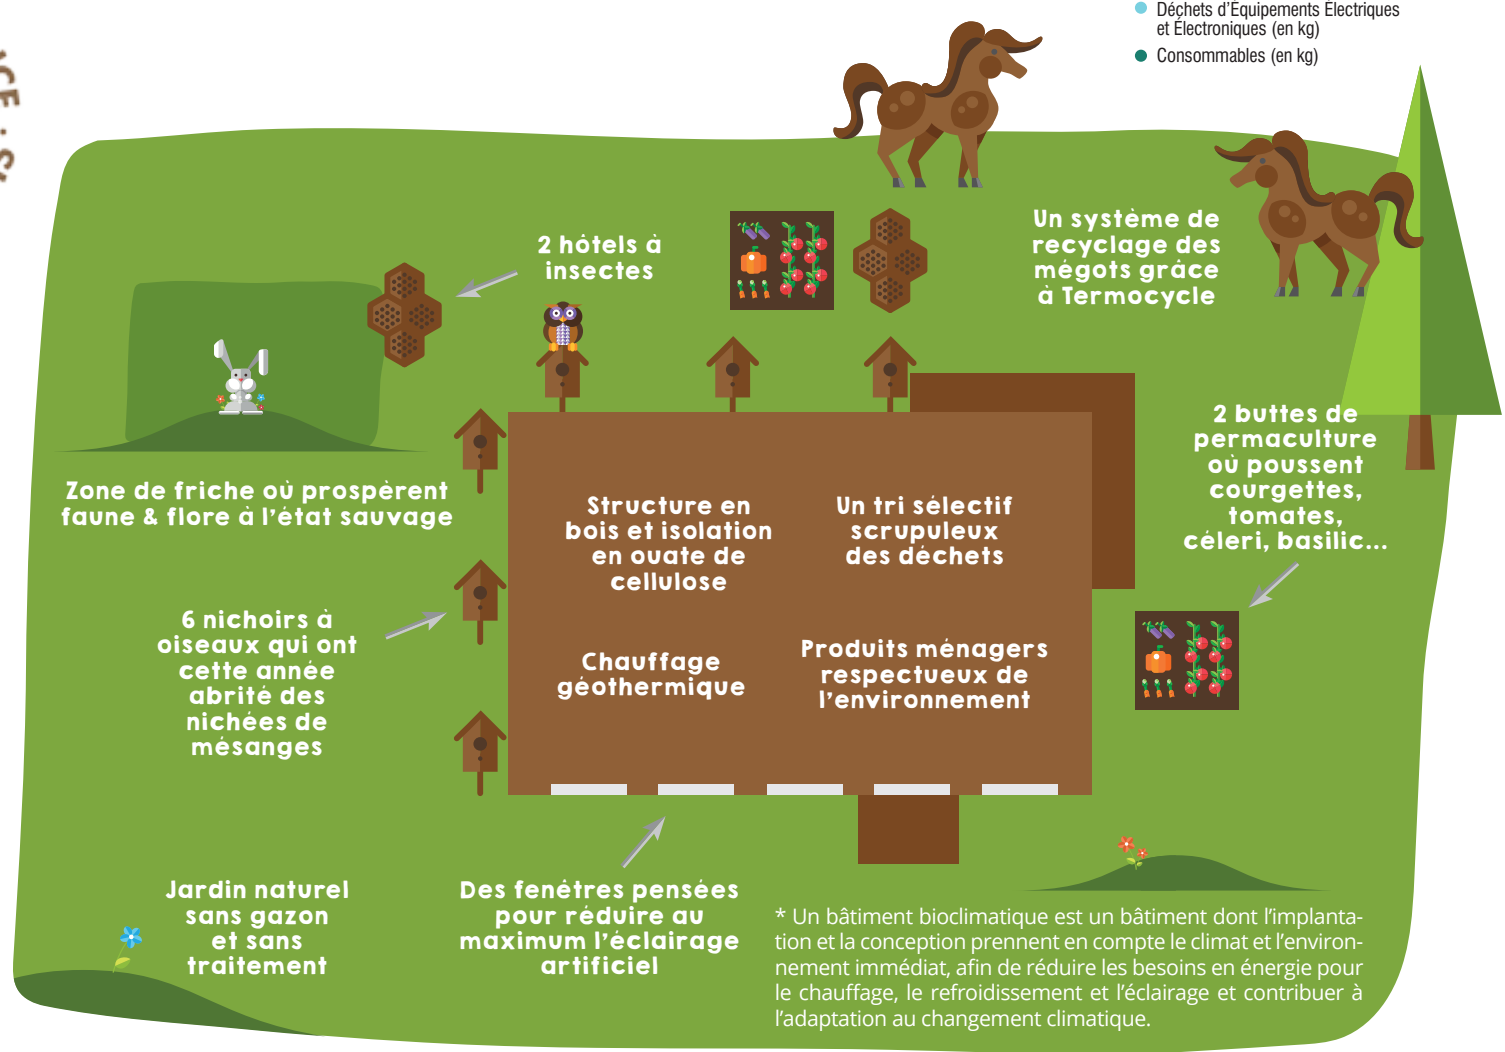 Déchets d'Équipements Électriques
et Électroniques (en kg)
Consommables (en kg)
2 hôtels à
insectes
Un système de
recyclage des
mégots grâce
à Termocycle
2 buttes de
permaculture
où poussent
courgettes,
tomates,
céleri, basilic...
Zone de friche où prospèrent
faune & flore à l'état sauvage
Structure en
bois et isolation
en ouate de
cellulose
Un tri sélectif
scrupuleux
des déchets
6 nichoirs à
oiseaux qui ont
cette année
abrité des
nichées de
mésanges
Chauffage
géothermique
Produits ménagers
respectueux de
l'environnement
Jardin naturel
sans gazon
et sans
traitement
Des fenêtres pensées
pour réduire au
maximum l'éclairage
artificiel
* Un bâtiment bioclimatique est un bâtiment dont l'implanta-
tion et la conception prennent en compte le climat et l'environ-
nement immédiat, afin de réduire les besoins en énergie pour
le chauffage, le refroidissement et l'éclairage et contribuer à
l'adaptation au changement climatique.